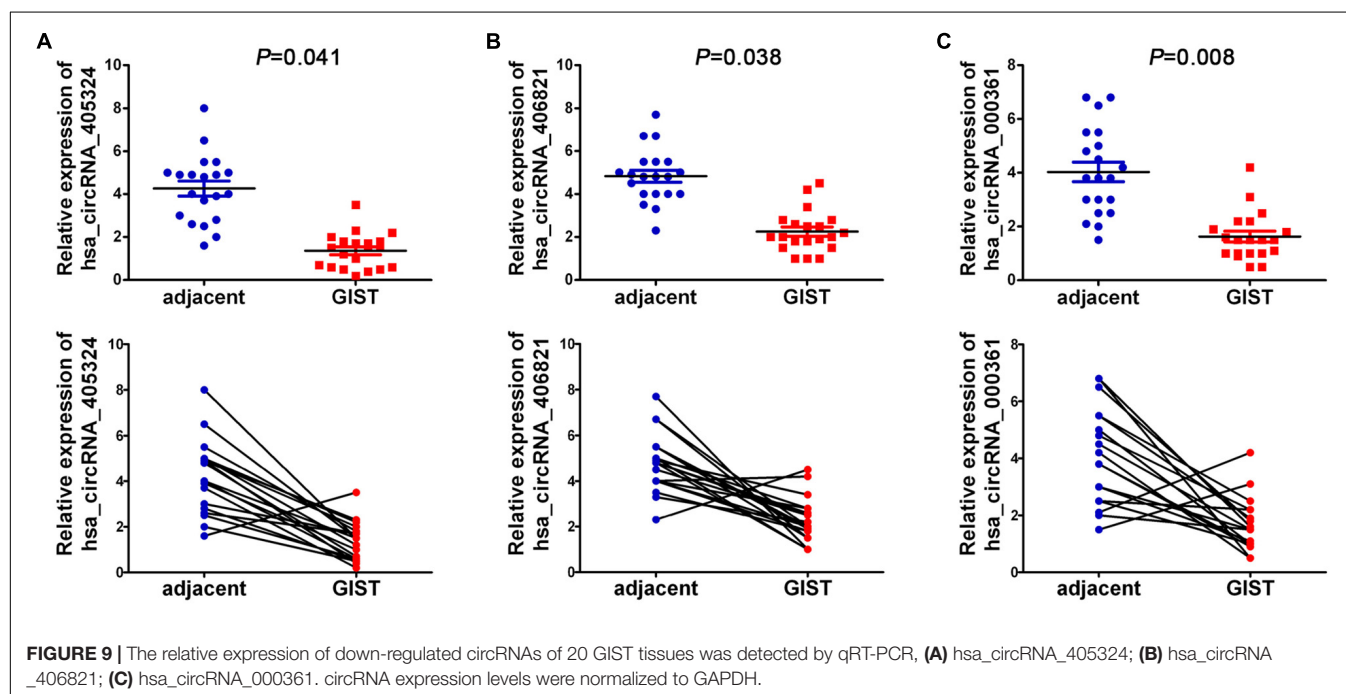 A
P=0.041
Relative expression of
hsa_circRNA_405324
10
8
6
4
2
0
adjacent
GIST
B
P=0.038
Relative expression of
hsa_circRNA_406821
10
8
6
4
2
0
adjacent
GIST
C
P=0.008
Relative expression of
hsa_circRNA_000361
8
6
4
2
0
adjacent
GIST
Relative expression of
hsa_circRNA_405324
10
8
6
4
2
0
adjacent
GIST
Relative expression of
hsa_circRNA_406821
10
8
6
4
2
0
adjacent
GIST
Relative expression of
hsa_circRNA_000361
8
6
4
2
0
adjacent
GIST
FIGURE 9 | The relative expression of down-regulated circRNAs of 20 GIST tissues was detected by qRT-PCR, (A) hsa_circRNA_405324; (B) hsa_circRNA
_406821; (C) hsa_circRNA_000361. circRNA expression levels were normalized to GAPDH.